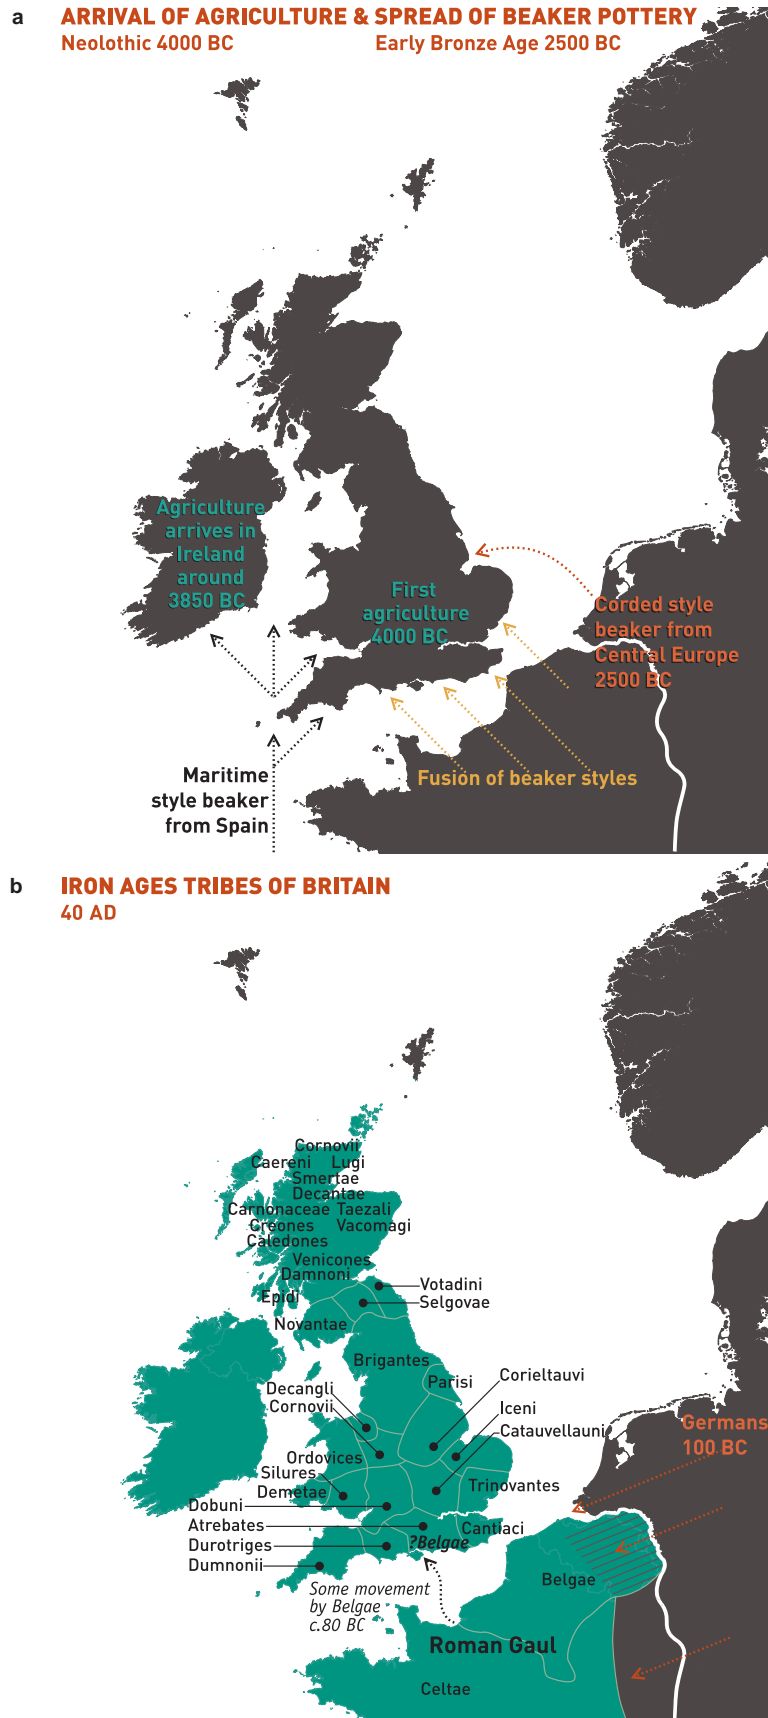 a
ARRIVAL OF AGRICULTURE & SPREAD OF BEAKER POTTERY
Neolothic 4000 BC
Early Bronze Age 2500 BC
Agriculture
arrives in
Ireland
around
3850 BC
First
agriculture
4000 BC
Corded style
beaker from
Central Europe
2500 BC
Maritime
style beaker
from Spain
Fusion of beaker styles
b
IRON AGES TRIBES OF BRITAIN
40 AD
Cornovii
Caereni
Lugi
Smertae
Decantae
Carnonaceae
Taezali
Creones
Vacomagi
Caledones
Venicones
Damnoni
Epidi
Votadini
Selgovae
Novantae
Brigantes
Parisi
Corieltauvi
Decangli
Cornovii
Iceni
Catauvellauni
Ordovices
Silures
Demetae
Trinovantes
Dobuni
Atrebates
Cantiaci
Durotriges
?Belgae
Dumnonii
Germans
100 BC
Belgae
Some movement
by Belgae
c.80 BC
Roman Gaul
Celtae